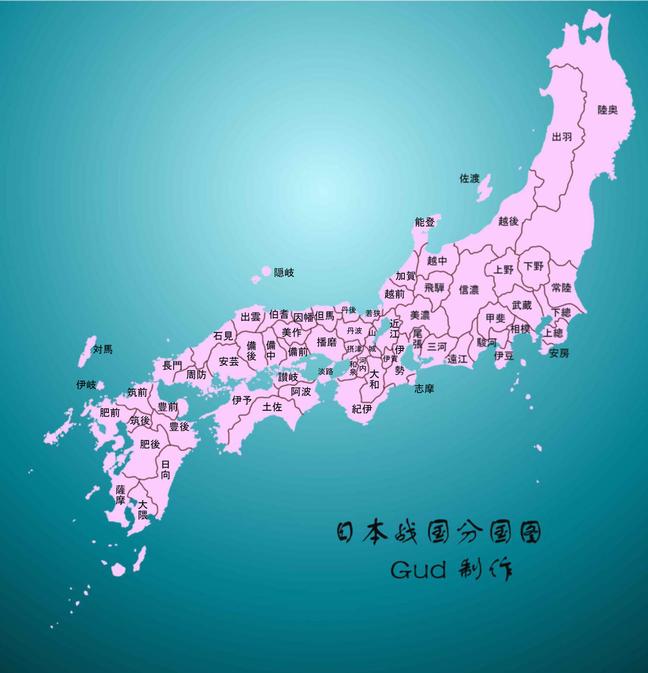 陸奥
出羽
佐渡
能登
越後
越中
加賀
飛騨
信濃
上野
下野
常陸
越前
美濃
甲斐
武蔵
下總
相模
上總
安房
駿河
伊豆
遠江
三河
尾張
近江
若狭
丹後
丹波
山城
摂津
河内
和泉
伊賀
伊勢
志摩
大和
紀伊
淡路
隠岐
出雲
伯耆
因幡
但馬
美作
播磨
石見
備後
備中
備前
安芸
長門
周防
讃岐
阿波
伊予
土佐
対馬
伊岐
筑前
豊前
肥前
筑後
豊後
肥後
日向
薩摩
大隈
日本战国分国图
Gud 制作